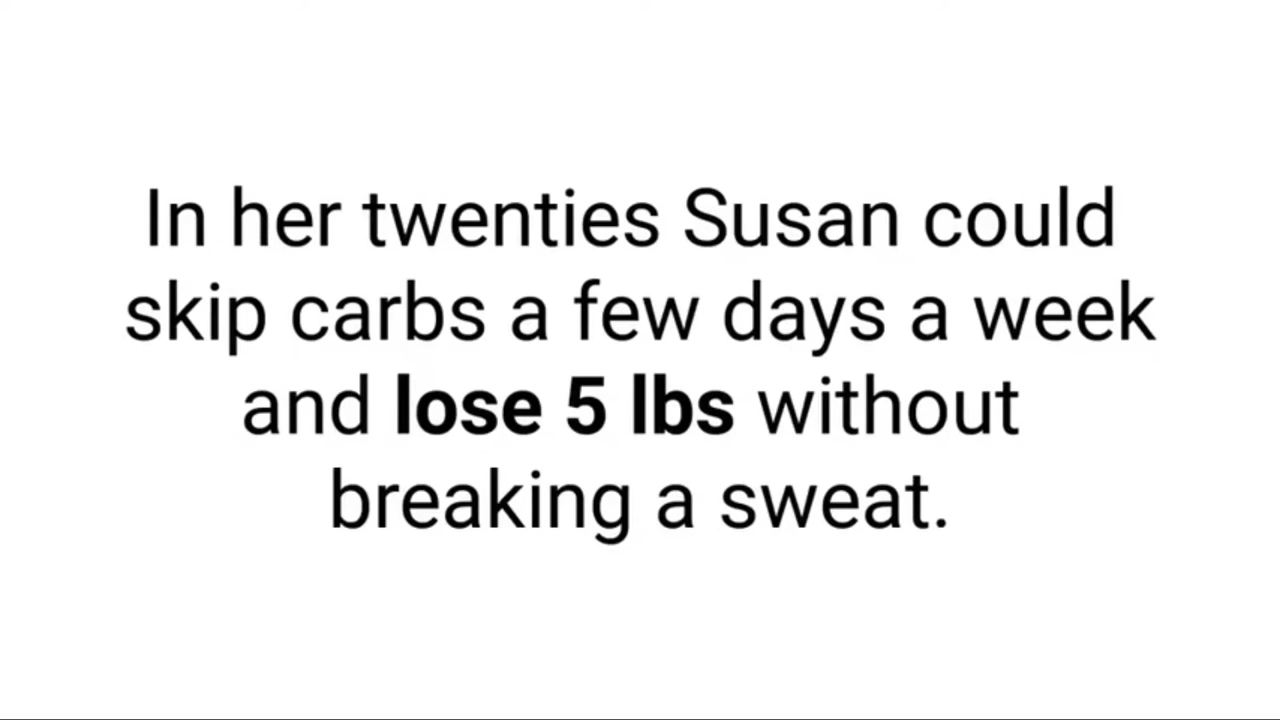 In her twenties Susan could
skip carbs a few days a week
and lose 5 lbs without
breaking a sweat.